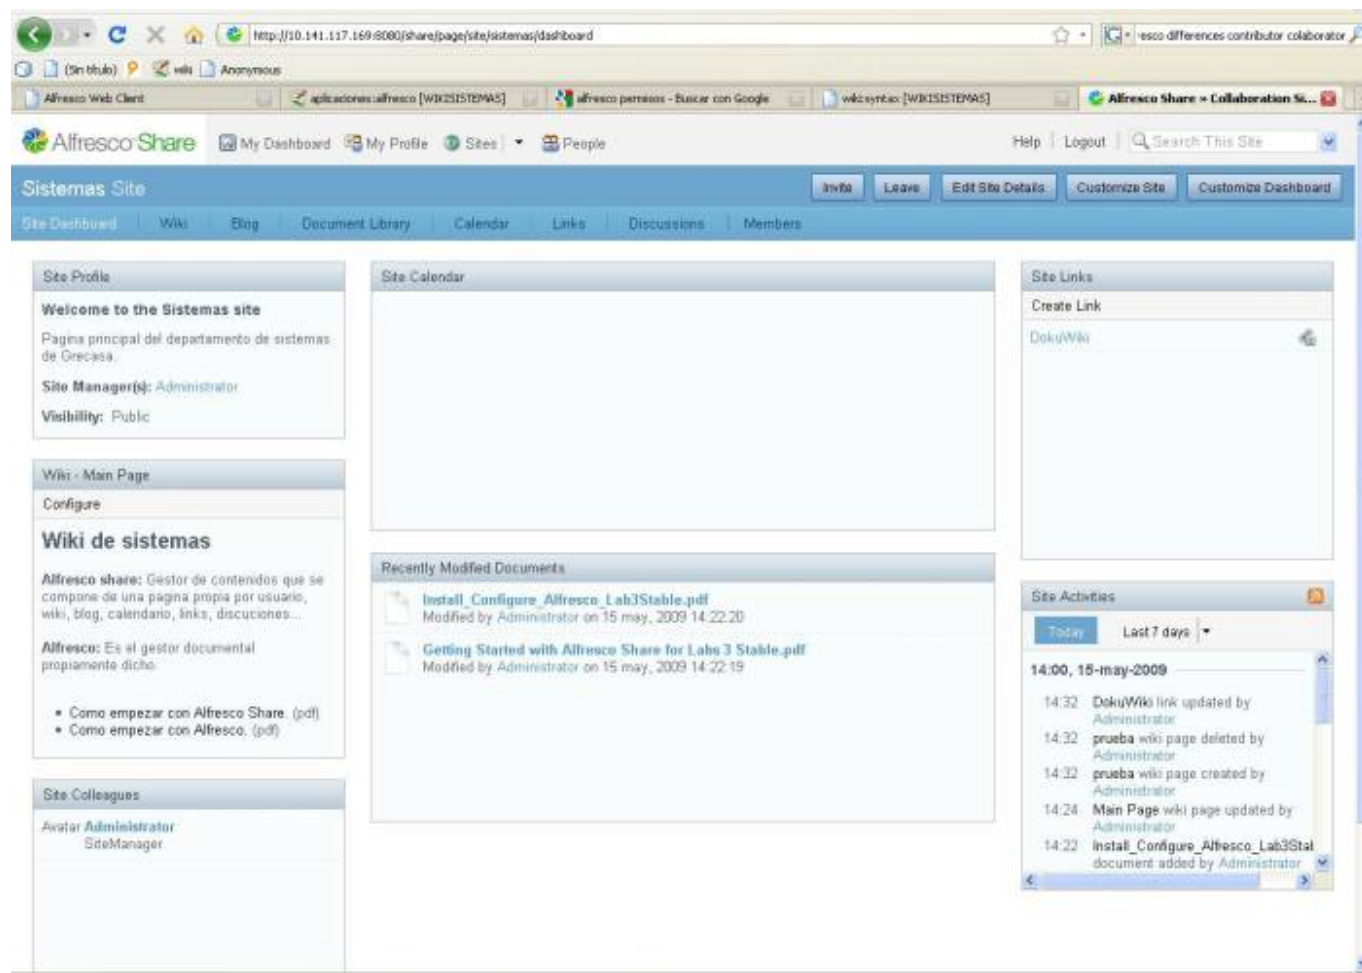 http://10.141.117.169:8080/share/page/site/sistemas/dashboard
esco differences contributor colaborator
(Sin título)
wiki
Anonymous
Alfresco Web Client
aplicaciones:alfresco [WIKISISTEMAS]
alfresco permisos - Buscar con Google
wiki:syntax [WIKISISTEMAS]
Alfresco Share » Collaboration Si...
Alfresco Share
My Dashboard
My Profile
Sites
People
Help
Logout
Search This Site
Sistemas Site
Invite
Leave
Edit Site Details
Customize Site
Customize Dashboard
Site Dashboard
Wiki
Blog
Document Library
Calendar
Links
Discussions
Members
Site Profile
Welcome to the Sistemas site
Pagina principal del departamento de sistemas
de Grecasa.
Site Manager(s): Administrator
Visibility: Public
Wiki - Main Page
Configure
Wiki de sistemas
Alfresco share: Gestor de contenidos que se
compone de una pagina propia por usuario,
wiki, blog, calendario, links, discuciones...
Alfresco: Es el gestor documental
propiamente dicho.
Como empezar con Alfresco Share. (pdf)
Como empezar con Alfresco. (pdf)
Site Colleagues
Avatar Administrator
SiteManager
Site Calendar
Recently Modified Documents
Install_Configure_Alfresco_Lab3Stable.pdf
Modified by Administrator on 15 may, 2009 14:22:20
Getting Started with Alfresco Share for Labs 3 Stable.pdf
Modified by Administrator on 15 may, 2009 14:22:19
Site Links
Create Link
DokuWiki
Site Activities
Today
Last 7 days
14:00, 15-may-2009
14:32 DokuWiki link updated by
Administrator
14:32 prueba wiki page deleted by
Administrator
14:32 prueba wiki page created by
Administrator
14:24 Main Page wiki page updated by
Administrator
14:22 Install_Configure_Alfresco_Lab3Stal
document added by Administrator